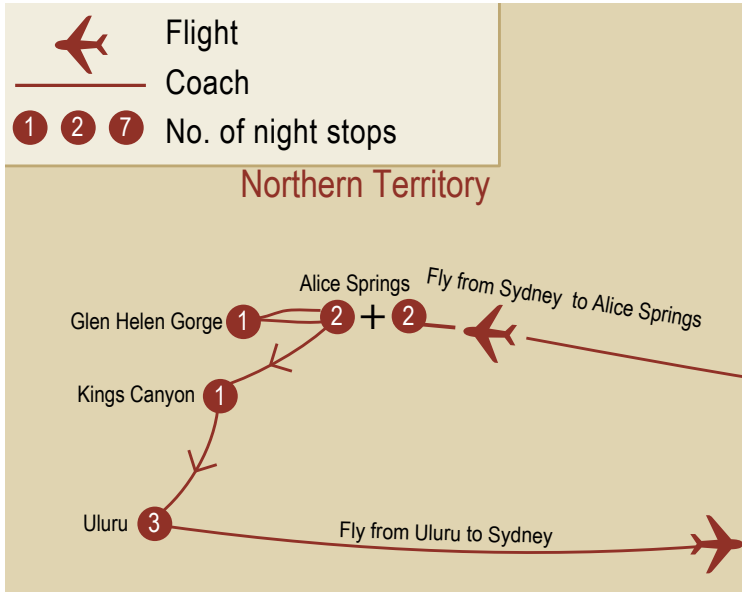 Flight
Coach
1 2 7 No. of night stops
Northern Territory
Alice Springs
Fly from Sydney to Alice Springs
Glen Helen Gorge 1 2 + 2
Kings Canyon 1
Uluru 3
Fly from Uluru to Sydney